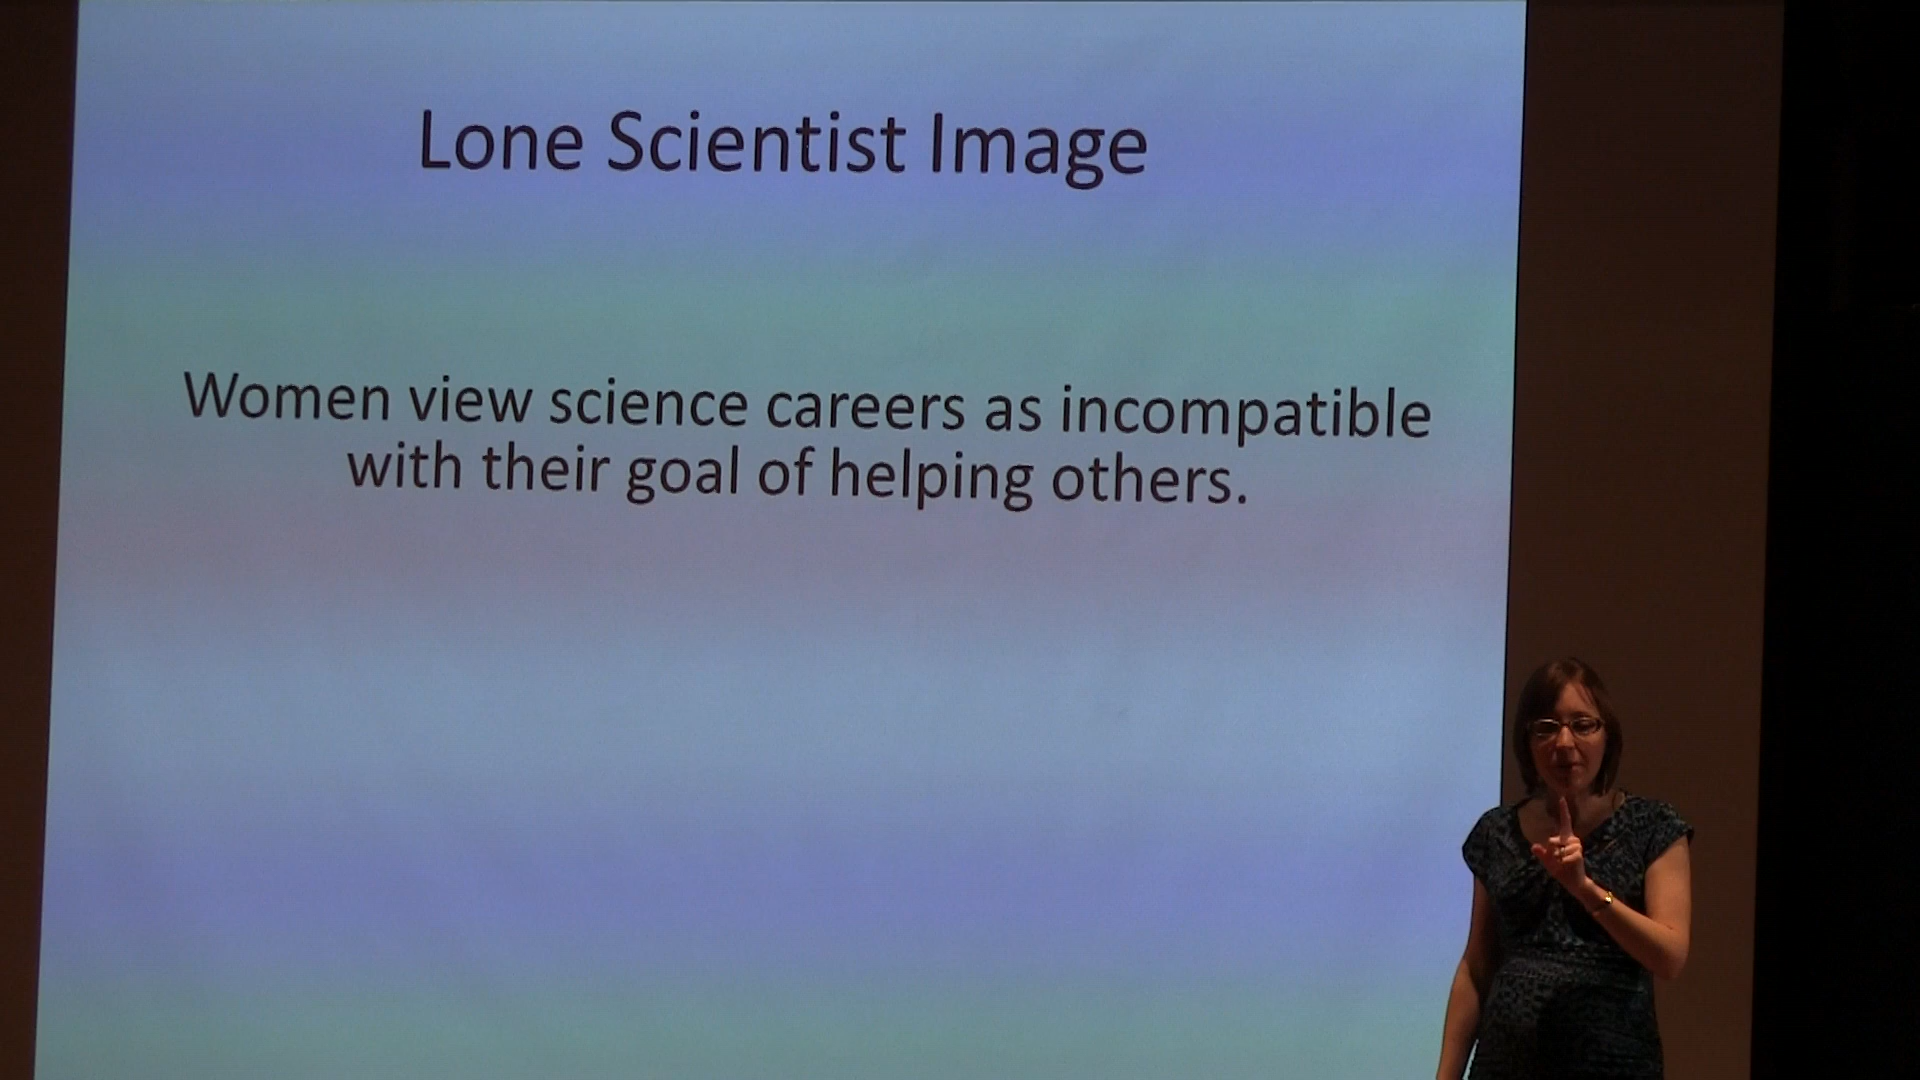 Lone Scientist Image
Women view science careers as incompatible
with their goal of helping others.